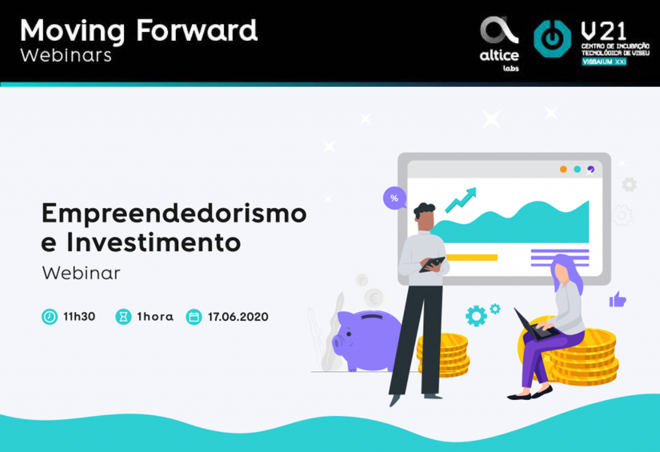 Moving Forward
Webinars
altice
labs
V21
CENTRO DE INCUBAÇÃO
TECNOLÓGICA DE VISEU
VISSAIUM XXI
Empreendedorismo
e Investimento
Webinar
11h30
1hora
17.06.2020
%